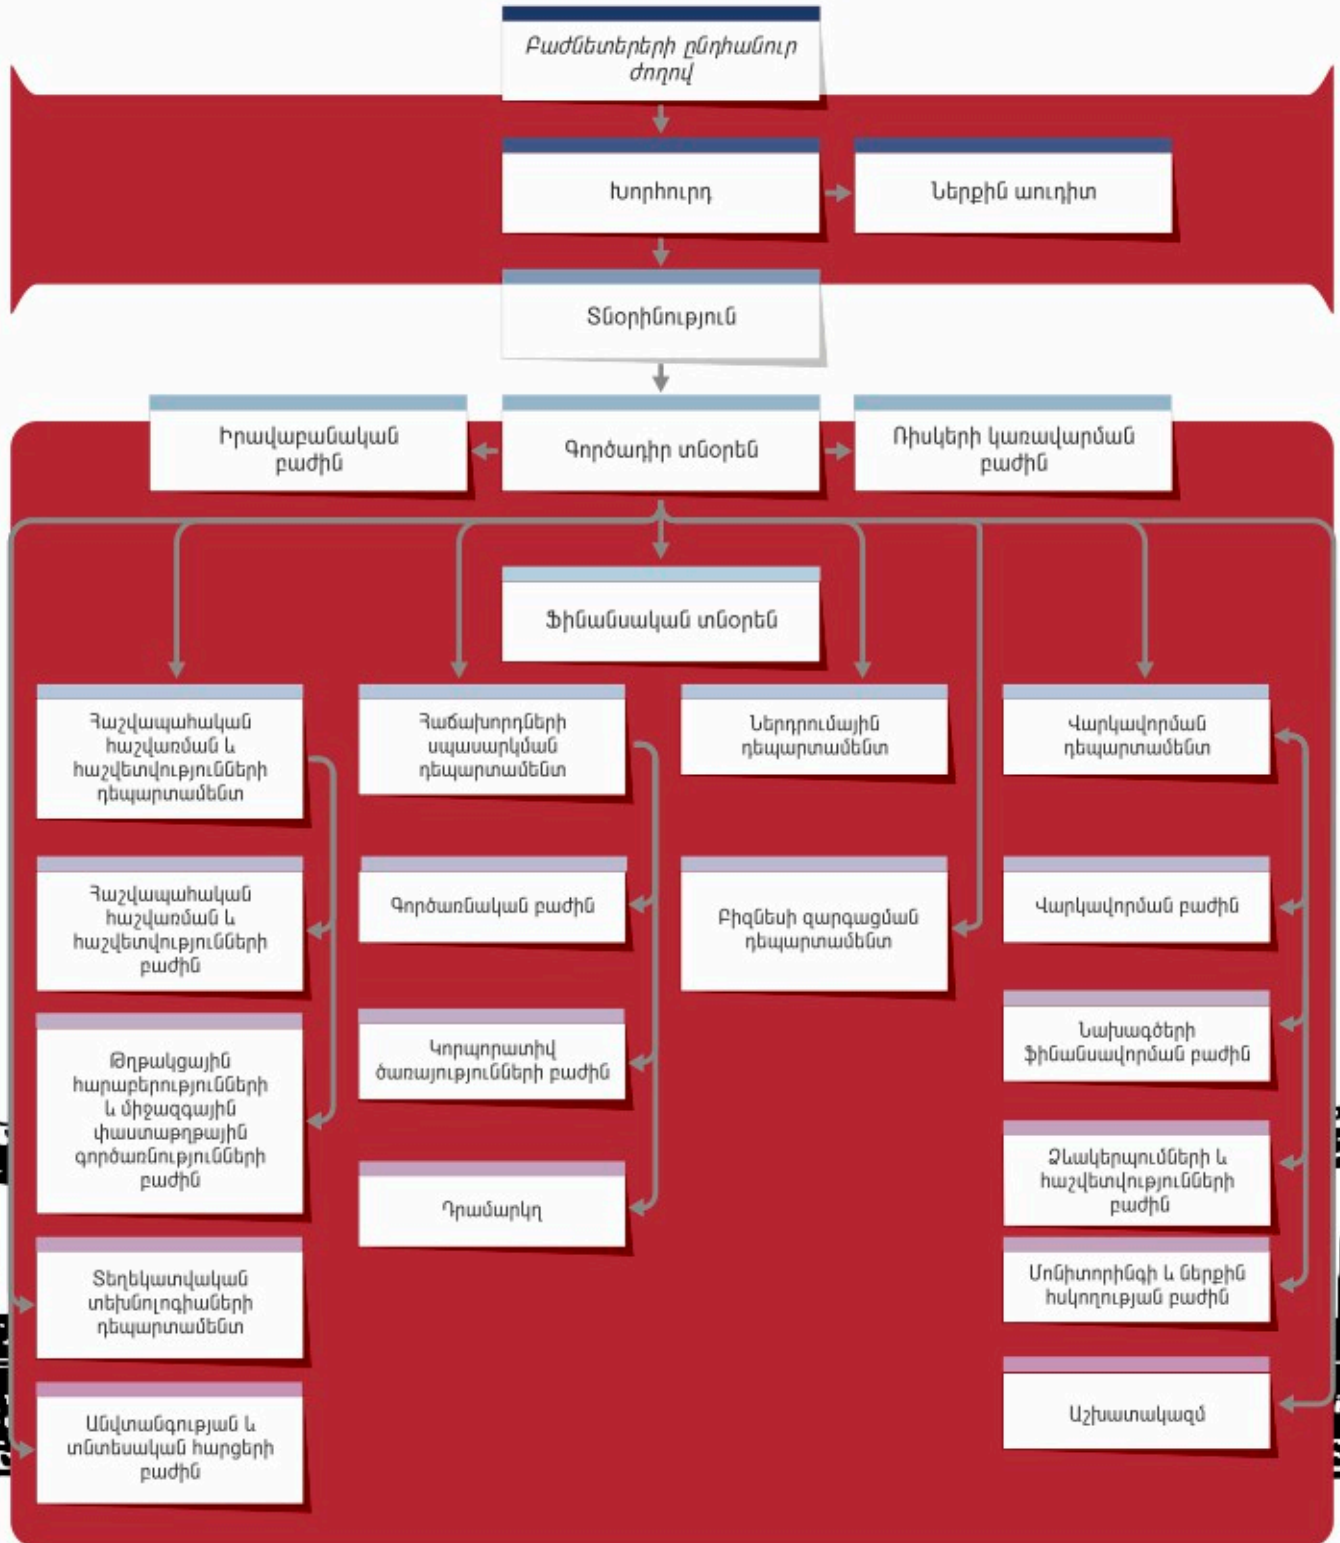 Բաժնետերերի ընդհանուր
ժողով
Խորհուրդ
Ներքին աուդիտ
Տնօրինություն
Իրավաբանական
բաժին
Գործադիր տնօրեն
Ռիսկերի կառավարման
բաժին
Ֆինանսական տնօրեն
Հաշվապահական
հաշվառման և
հաշվետվությունների
դեպարտամենտ
Հաճախորդների
սպասարկման
դեպարտամենտ
Ներդրումային
դեպարտամենտ
Վարկավորման
դեպարտամենտ
Հաշվապահական
հաշվառման և
հաշվետվությունների
բաժին
Գործառնական բաժին
Բիզնեսի զարգացման
դեպարտամենտ
Վարկավորման բաժին
Թղթակցային
հարաբերությունների
և միջազգային
փաստաթղթային
գործառնությունների
բաժին
Կորպորատիվ
ծառայությունների բաժին
Նախագծերի
ֆինանսավորման բաժին
Դրամարկղ
Ձևակերպումների և
հաշվետվությունների
բաժին
Տեղեկատվական
տեխնոլոգիաների
դեպարտամենտ
Մոնիտորինգի և ներքին
հսկողության բաժին
Անվտանգության և
տնտեսական հարցերի
բաժին
Աշխատակազմ